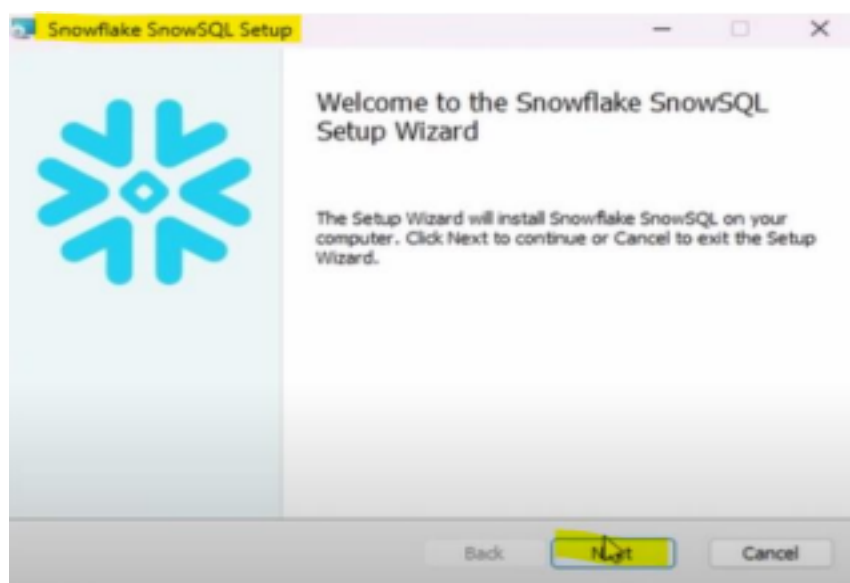 Snowflake SnowSQL Setup
Welcome to the Snowflake SnowSQL
Setup Wizard
The Setup Wizard will install Snowflake SnowSQL on your
computer. Click Next to continue or Cancel to exit the Setup
Wizard.
Back Next Cancel